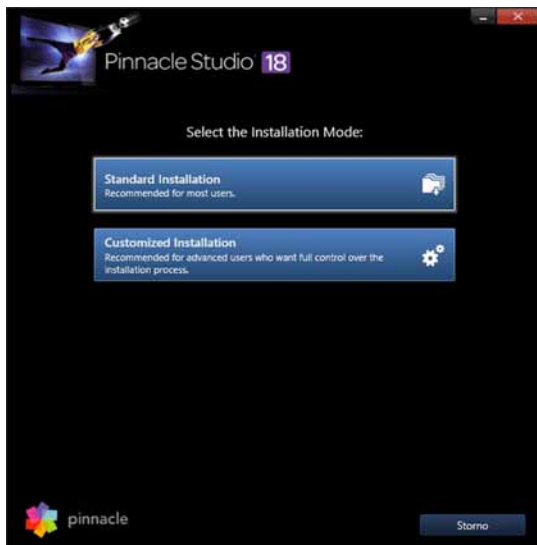 Pinnacle Studio 18
Select the Installation Mode:
Standard Installation
Recommended for most users.
Customized Installation
Recommended for advanced users who want full control over the
installation process.
pinnacle
Storno